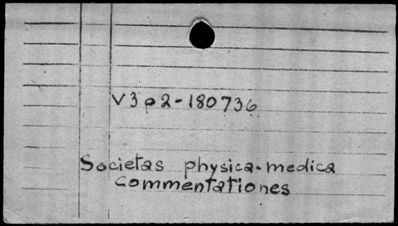 V3p2-180736
Societas physica-medica
Commentationes